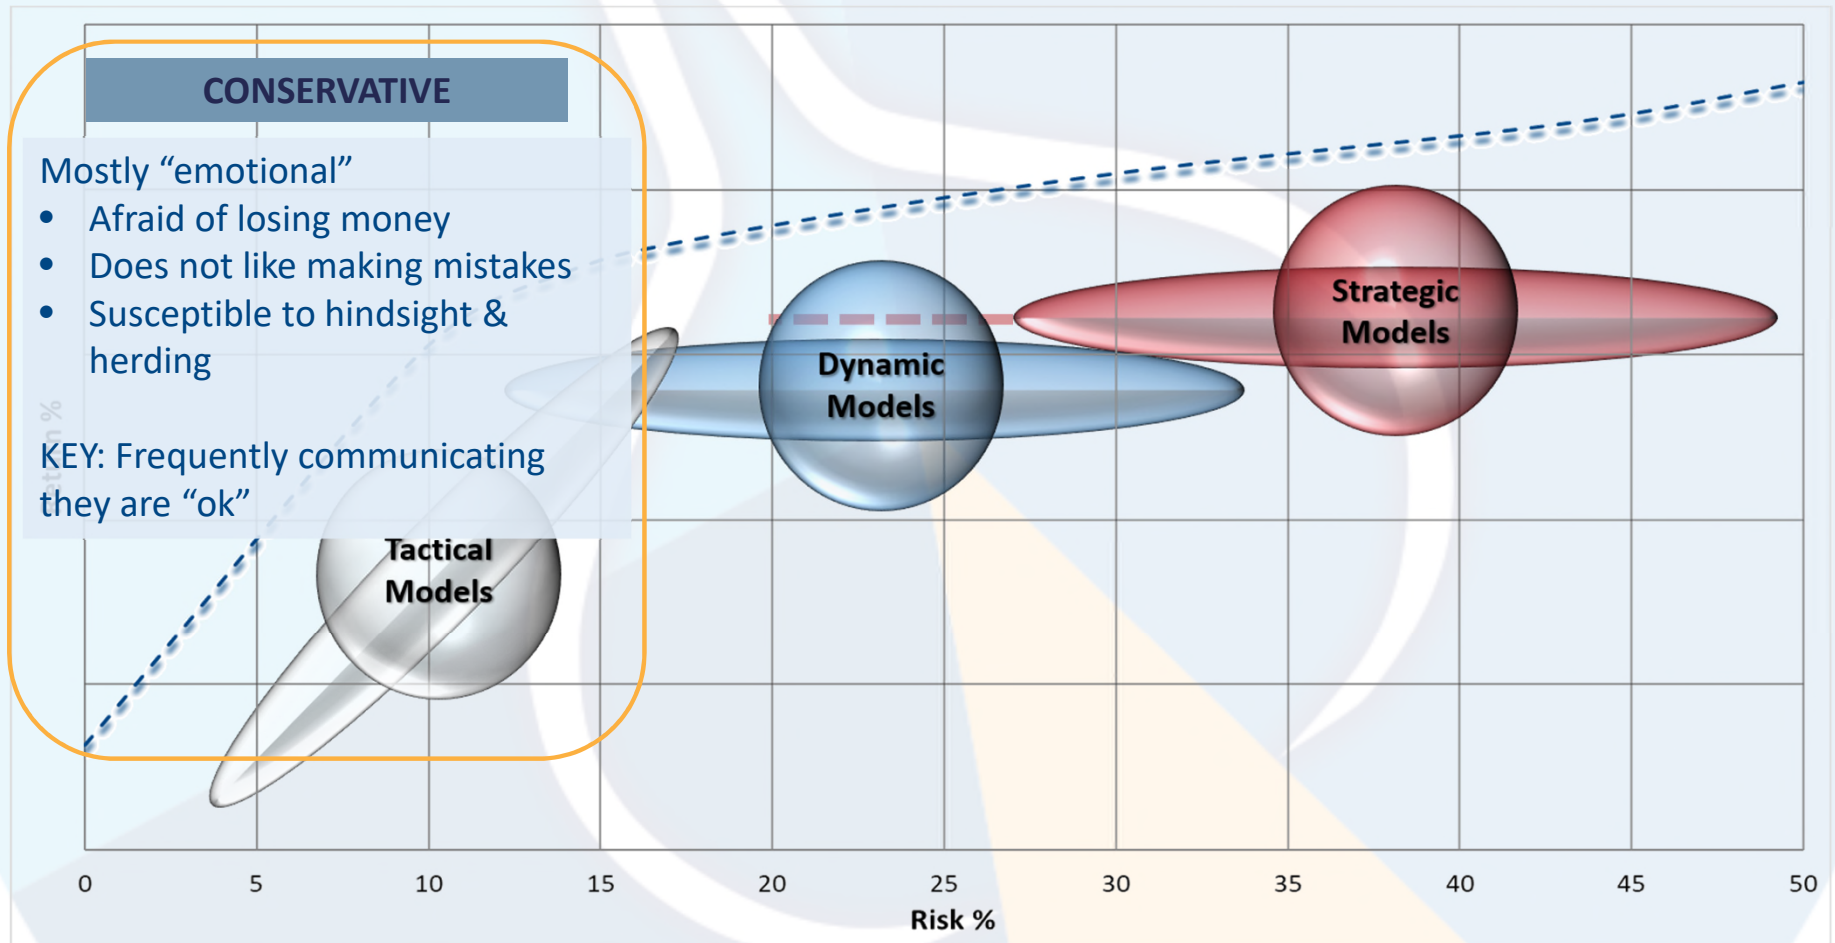 CONSERVATIVE
Mostly “emotional”
• Afraid of losing money
• Does not like making mistakes
• Susceptible to hindsight &
herding
KEY: Frequently communicating
they are “ok”
Tactical
Models
Dynamic
Models
Strategic
Models
0 5 10 15 20 25 30 35 40 45 50
Risk %